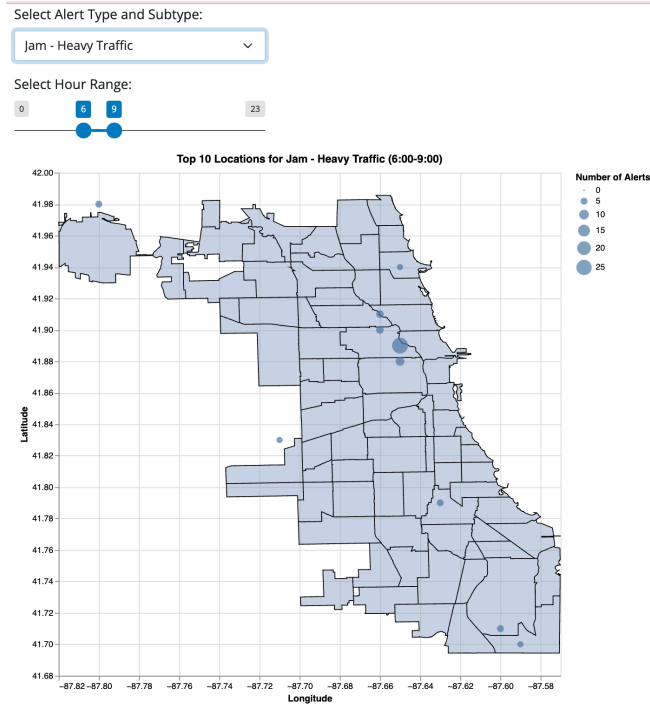 Select Alert Type and Subtype:
Jam - Heavy Traffic
Select Hour Range:
0 6 9 23
Top 10 Locations for Jam - Heavy Traffic (6:00-9:00)
Number of Alerts
0
5
10
15
20
25
42.00
41.98
41.96
41.94
41.92
41.90
41.88
41.86
41.84
41.82
41.80
41.78
41.76
41.74
41.72
41.70
41.68
Latitude
−87.82 −87.80 −87.78 −87.76 −87.74 −87.72 −87.70 −87.68 −87.66 −87.64 −87.62 −87.60 −87.58
Longitude